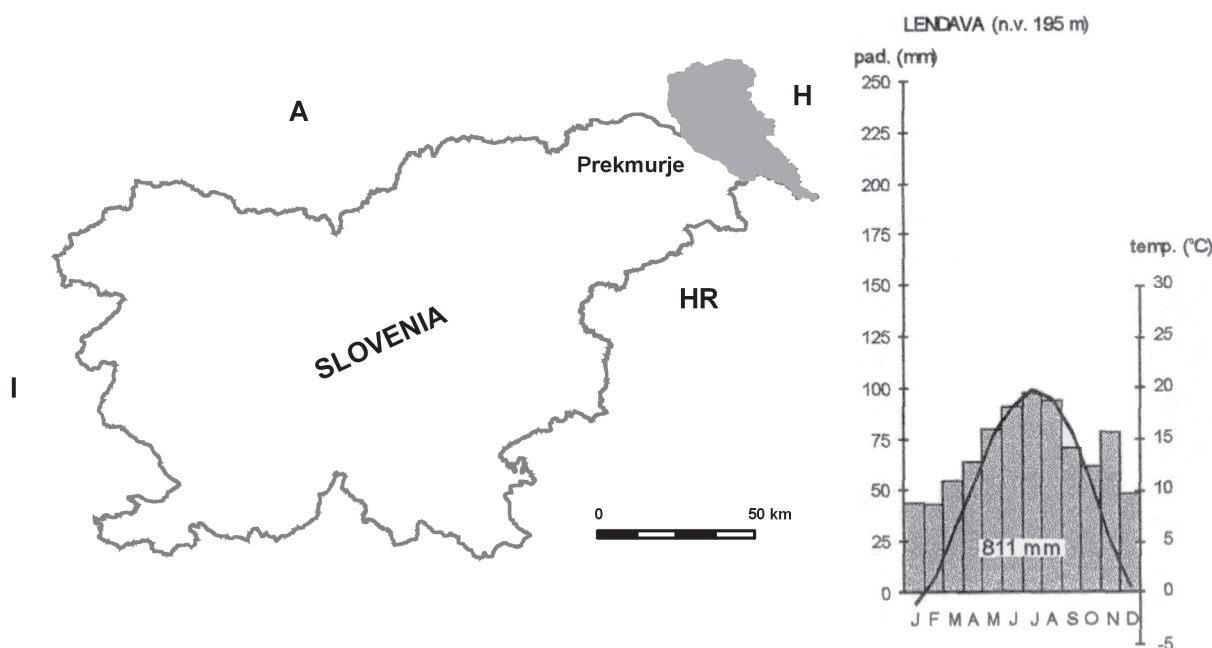 A
H
Prekmurje
SLOVENIA
HR
I
0 50 km
LENDAVA (n.v. 195 m)
pad. (mm)
250
225
200
175
150
125
100
75
50
25
0
temp. (°C)
30
25
20
15
10
5
0
-5
811 mm
J F M A M J J A S O N D